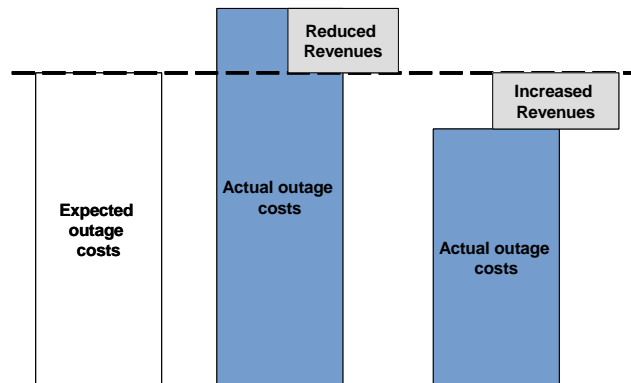 Reduced
Revenues
Increased
Revenues
Expected
outage
costs
Actual outage
costs
Actual outage
costs